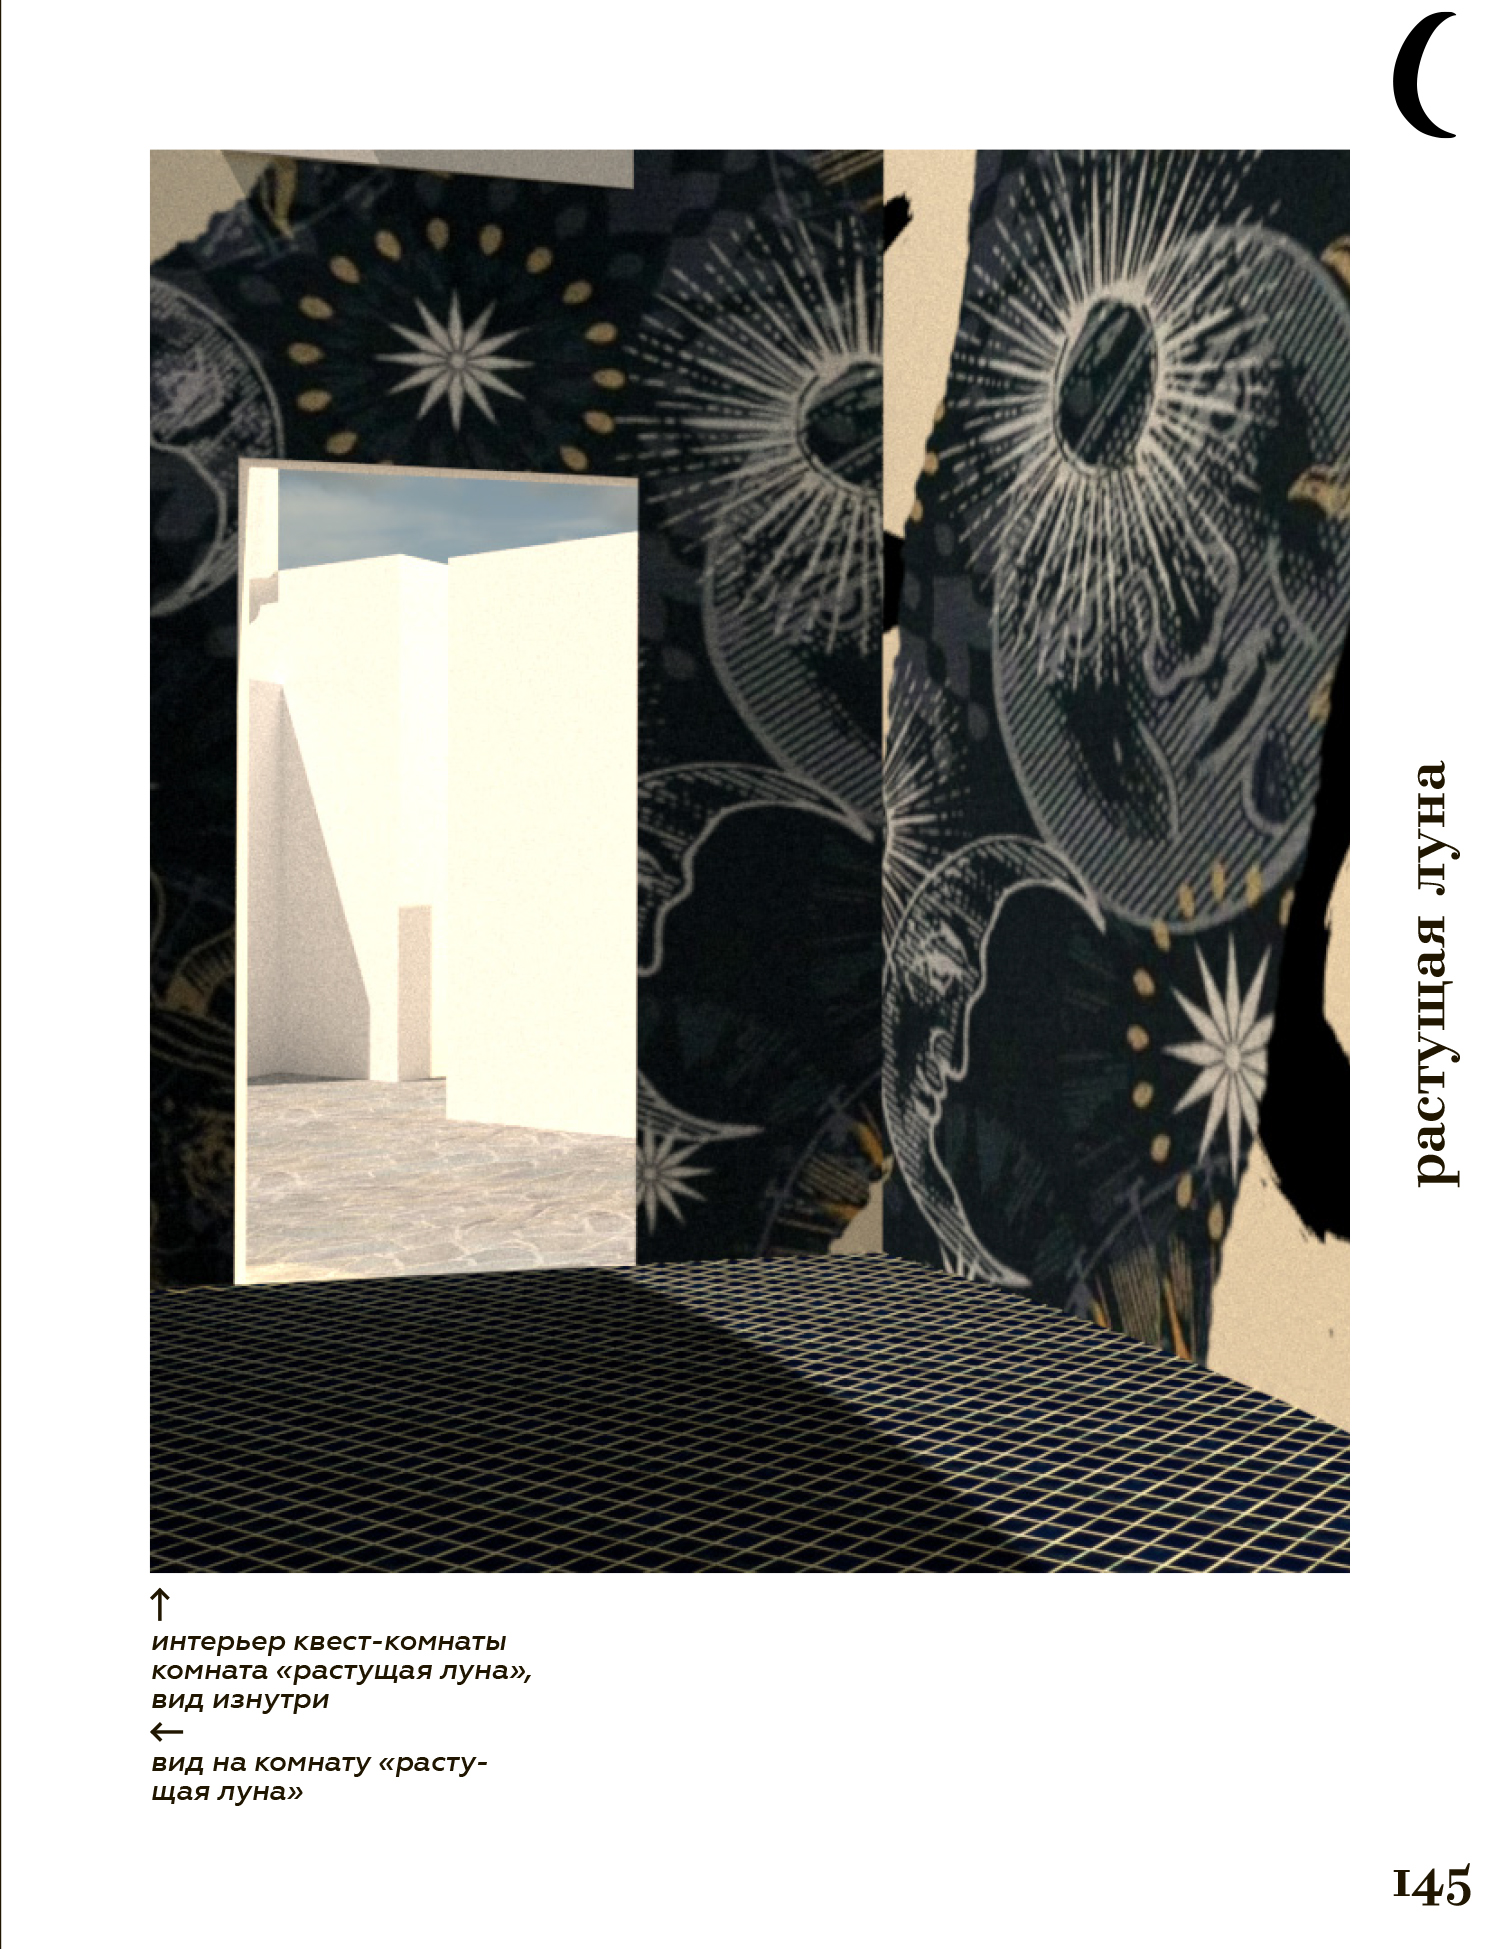 растущая луна
↑
интерьер квест-комнаты
комната «растущая луна»,
вид изнутри
←
вид на комнату «расту-
щая луна»
145